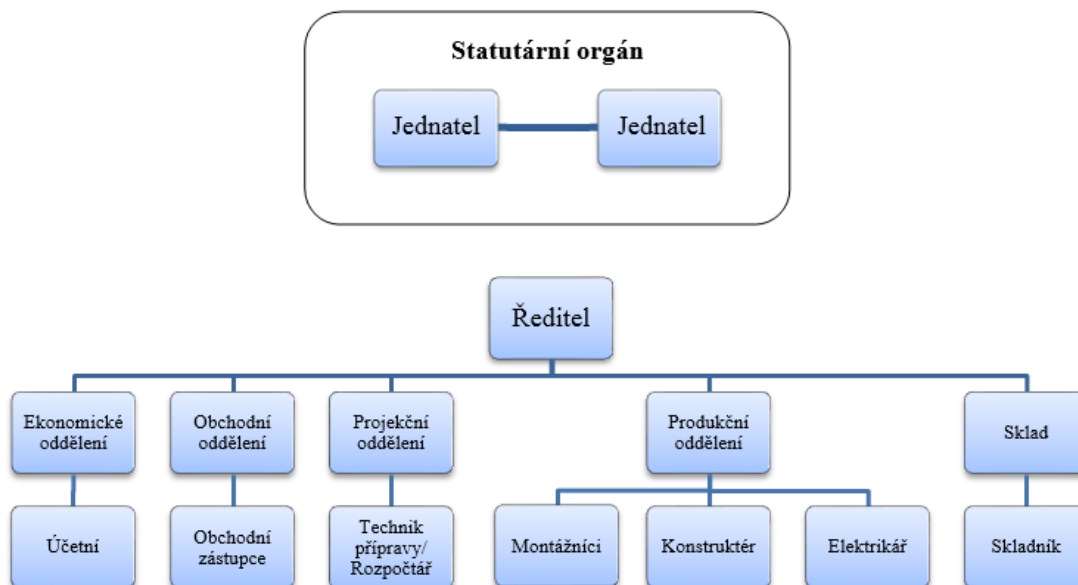 Statutární orgán
Jednatel
Jednatel
Ředitel
Ekonomické
oddělení
Obchodní
oddělení
Projekční
oddělení
Produkční
oddělení
Sklad
Účetní
Obchodní
zástupce
Technik
přípravy/
Rozpočtář
Montážníci
Konstruktér
Elektrikář
Skladník